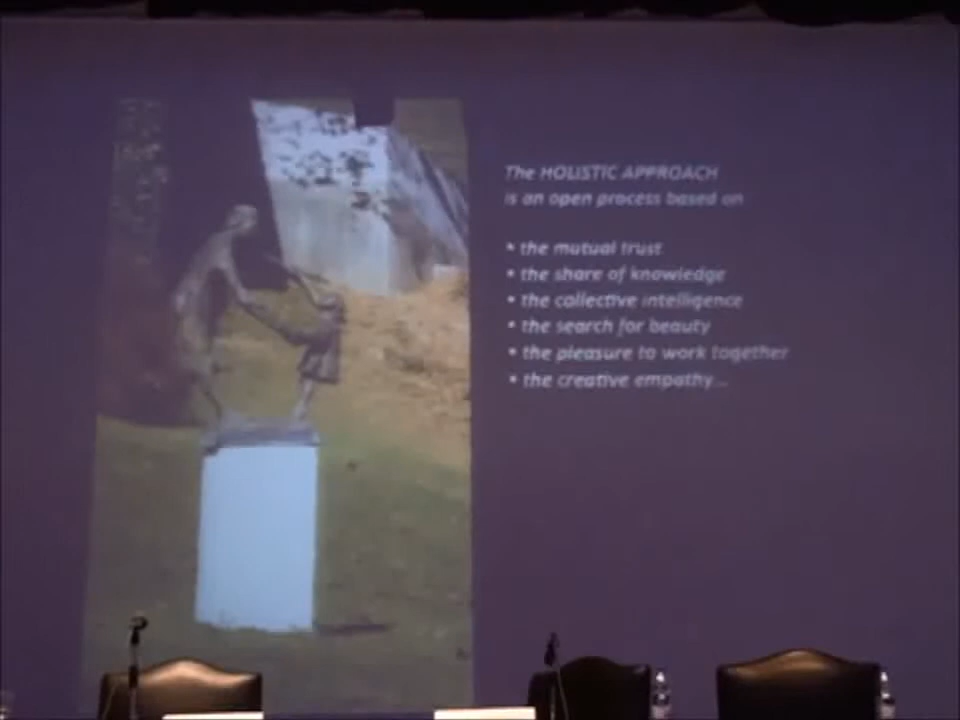 The HOLISTIC APPROACH
is an open process based on
• the mutual trust
• the share of knowledge
• the collective intelligence
• the search for beauty
• the pleasure to work together
• the creative empathy...